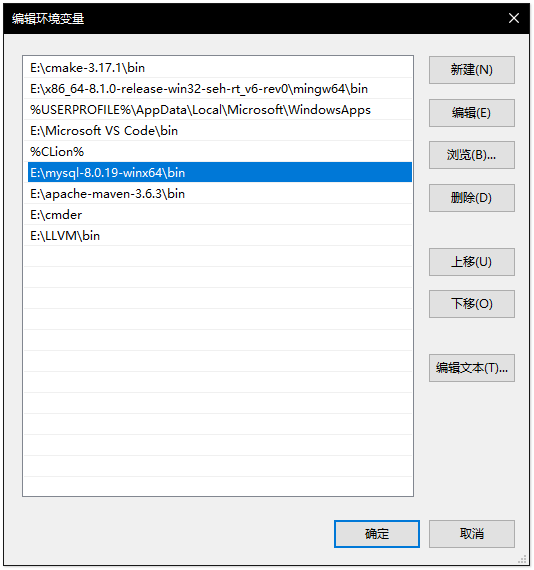 编辑环境变量
E:\cmake-3.17.1\bin
E:\x86_64-8.1.0-release-win32-seh-rt_v6-rev0\mingw64\bin
%USERPROFILE%\AppData\Local\Microsoft\WindowsApps
E:\Microsoft VS Code\bin
%CLion%
E:\mysql-8.0.19-winx64\bin
E:\apache-maven-3.6.3\bin
E:\cmder
E:\LLVM\bin
新建(N)
编辑(E)
浏览(B)...
删除(D)
上移(U)
下移(O)
编辑文本(T)...
确定
取消